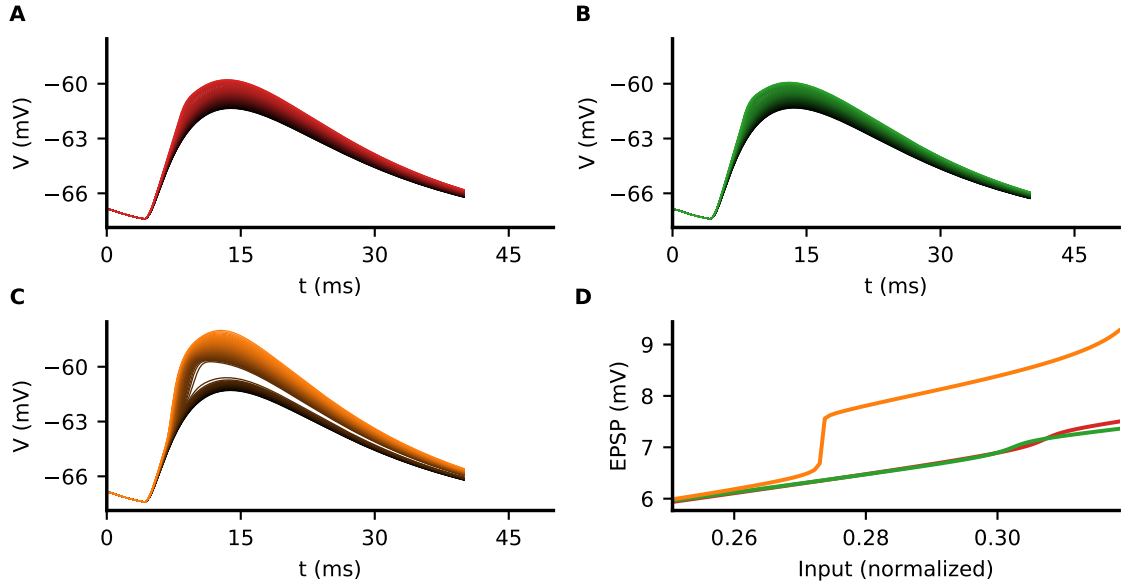 A
−60
−63
−66
V (mV)
0 15 30 45
t (ms)
B
−60
−63
−66
V (mV)
0 15 30 45
t (ms)
C
−60
−63
−66
V (mV)
0 15 30 45
t (ms)
D
9
8
7
6
EPSP (mV)
0.26 0.28 0.30
Input (normalized)